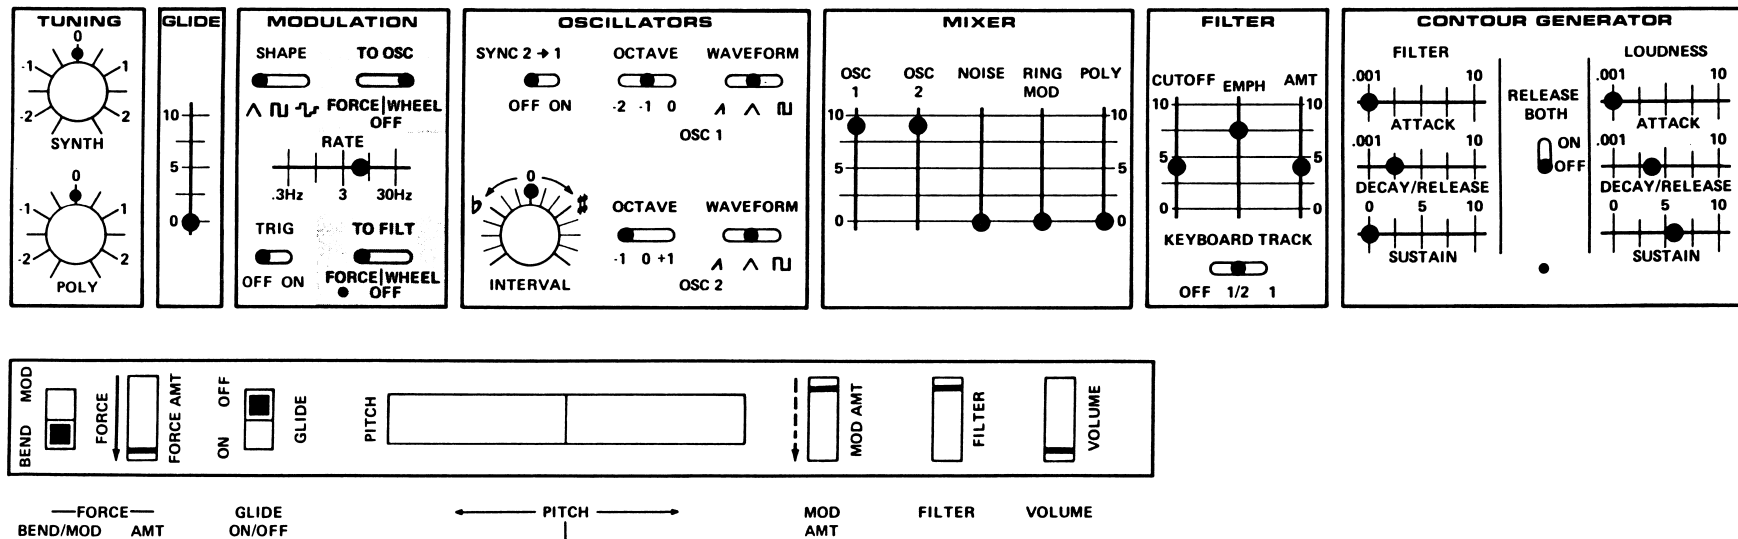 TUNING
0
-1 1
-2 2
SYNTH
0
-1 1
-2 2
POLY
GLIDE
10
5
0
MODULATION
SHAPE TO OSC
FORCE|WHEEL
OFF
RATE
.3Hz 3 30Hz
TRIG TO FILT
OFF ON FORCE|WHEEL
OFF
OSCILLATORS
SYNC 2 → 1 OCTAVE WAVEFORM
OFF ON -2 -1 0
OSC 1
♭ 0 ♯
OCTAVE WAVEFORM
-1 0 +1
INTERVAL OSC 2
MIXER
OSC OSC NOISE RING POLY
1 2 MOD
10 10
5 5
0 0
FILTER
CUTOFF EMPH AMT
10 10
5 5
0 0
KEYBOARD TRACK
OFF 1/2 1
CONTOUR GENERATOR
FILTER
.001 10
ATTACK
.001 10
DECAY/RELEASE
0 5 10
SUSTAIN
RELEASE
BOTH
ON
OFF
LOUDNESS
.001 10
ATTACK
.001 10
DECAY/RELEASE
0 5 10
SUSTAIN
BEND MOD
FORCE
FORCE AMT
ON OFF
GLIDE
PITCH
MOD AMT
FILTER
VOLUME
FORCE GLIDE PITCH MOD FILTER VOLUME
BEND/MOD AMT ON/OFF AMT